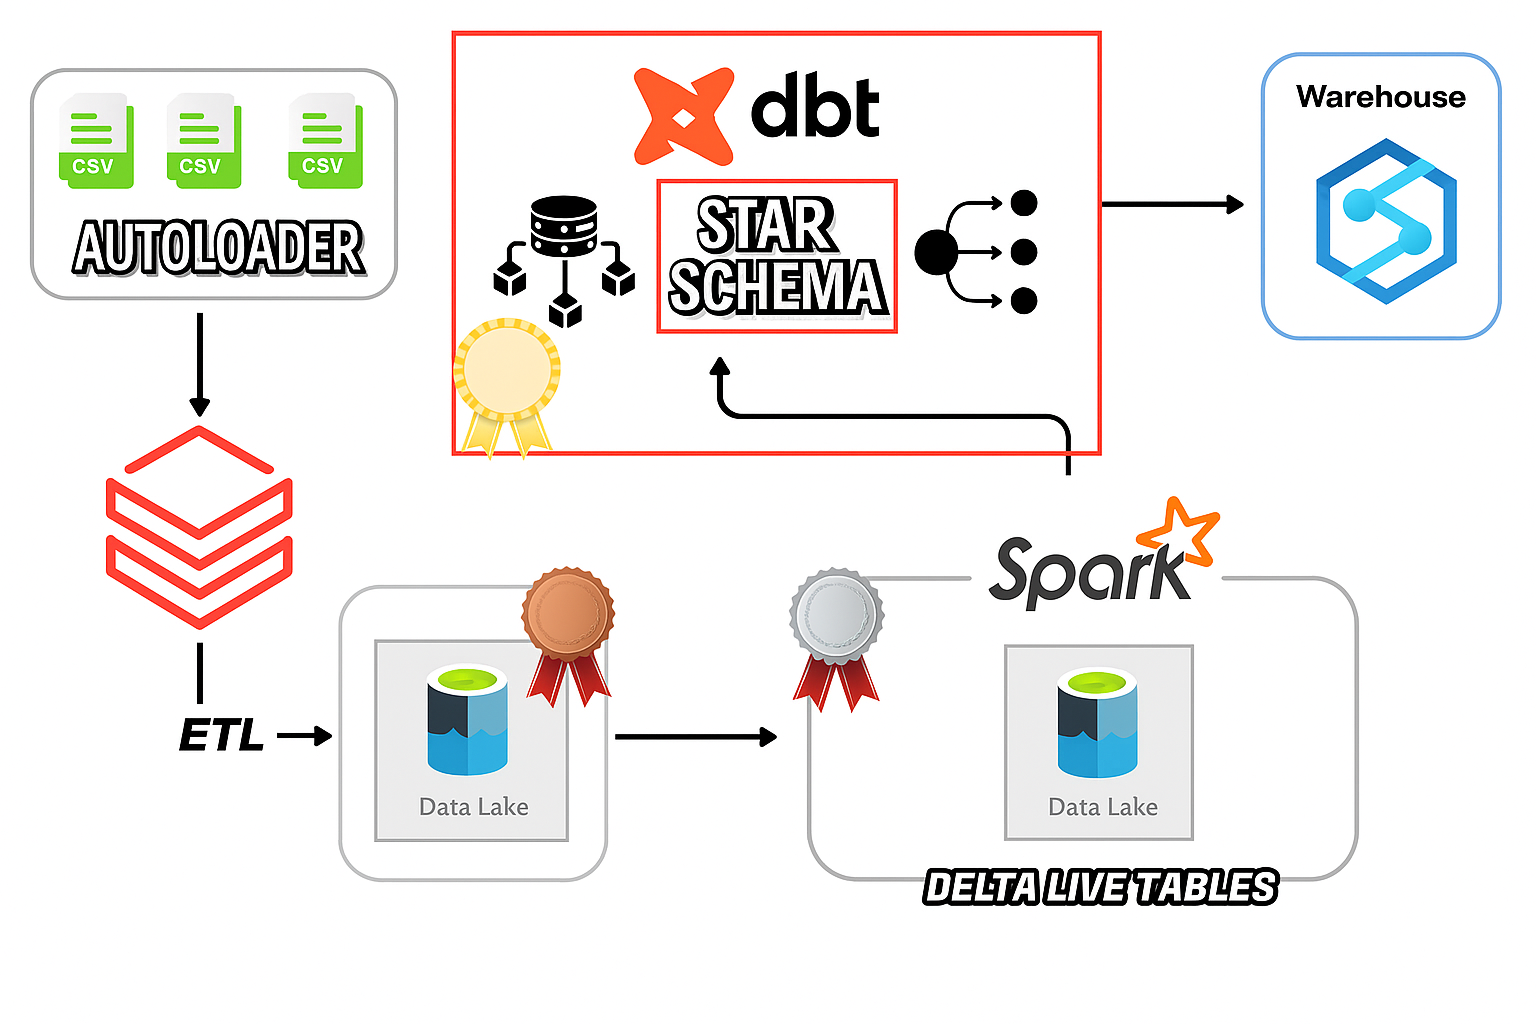 CSV
CSV
CSV
AUTOLOADER
dbt
STAR
SCHEMA
Warehouse
Spark
ETL
Data Lake
Data Lake
DELTA LIVE TABLES